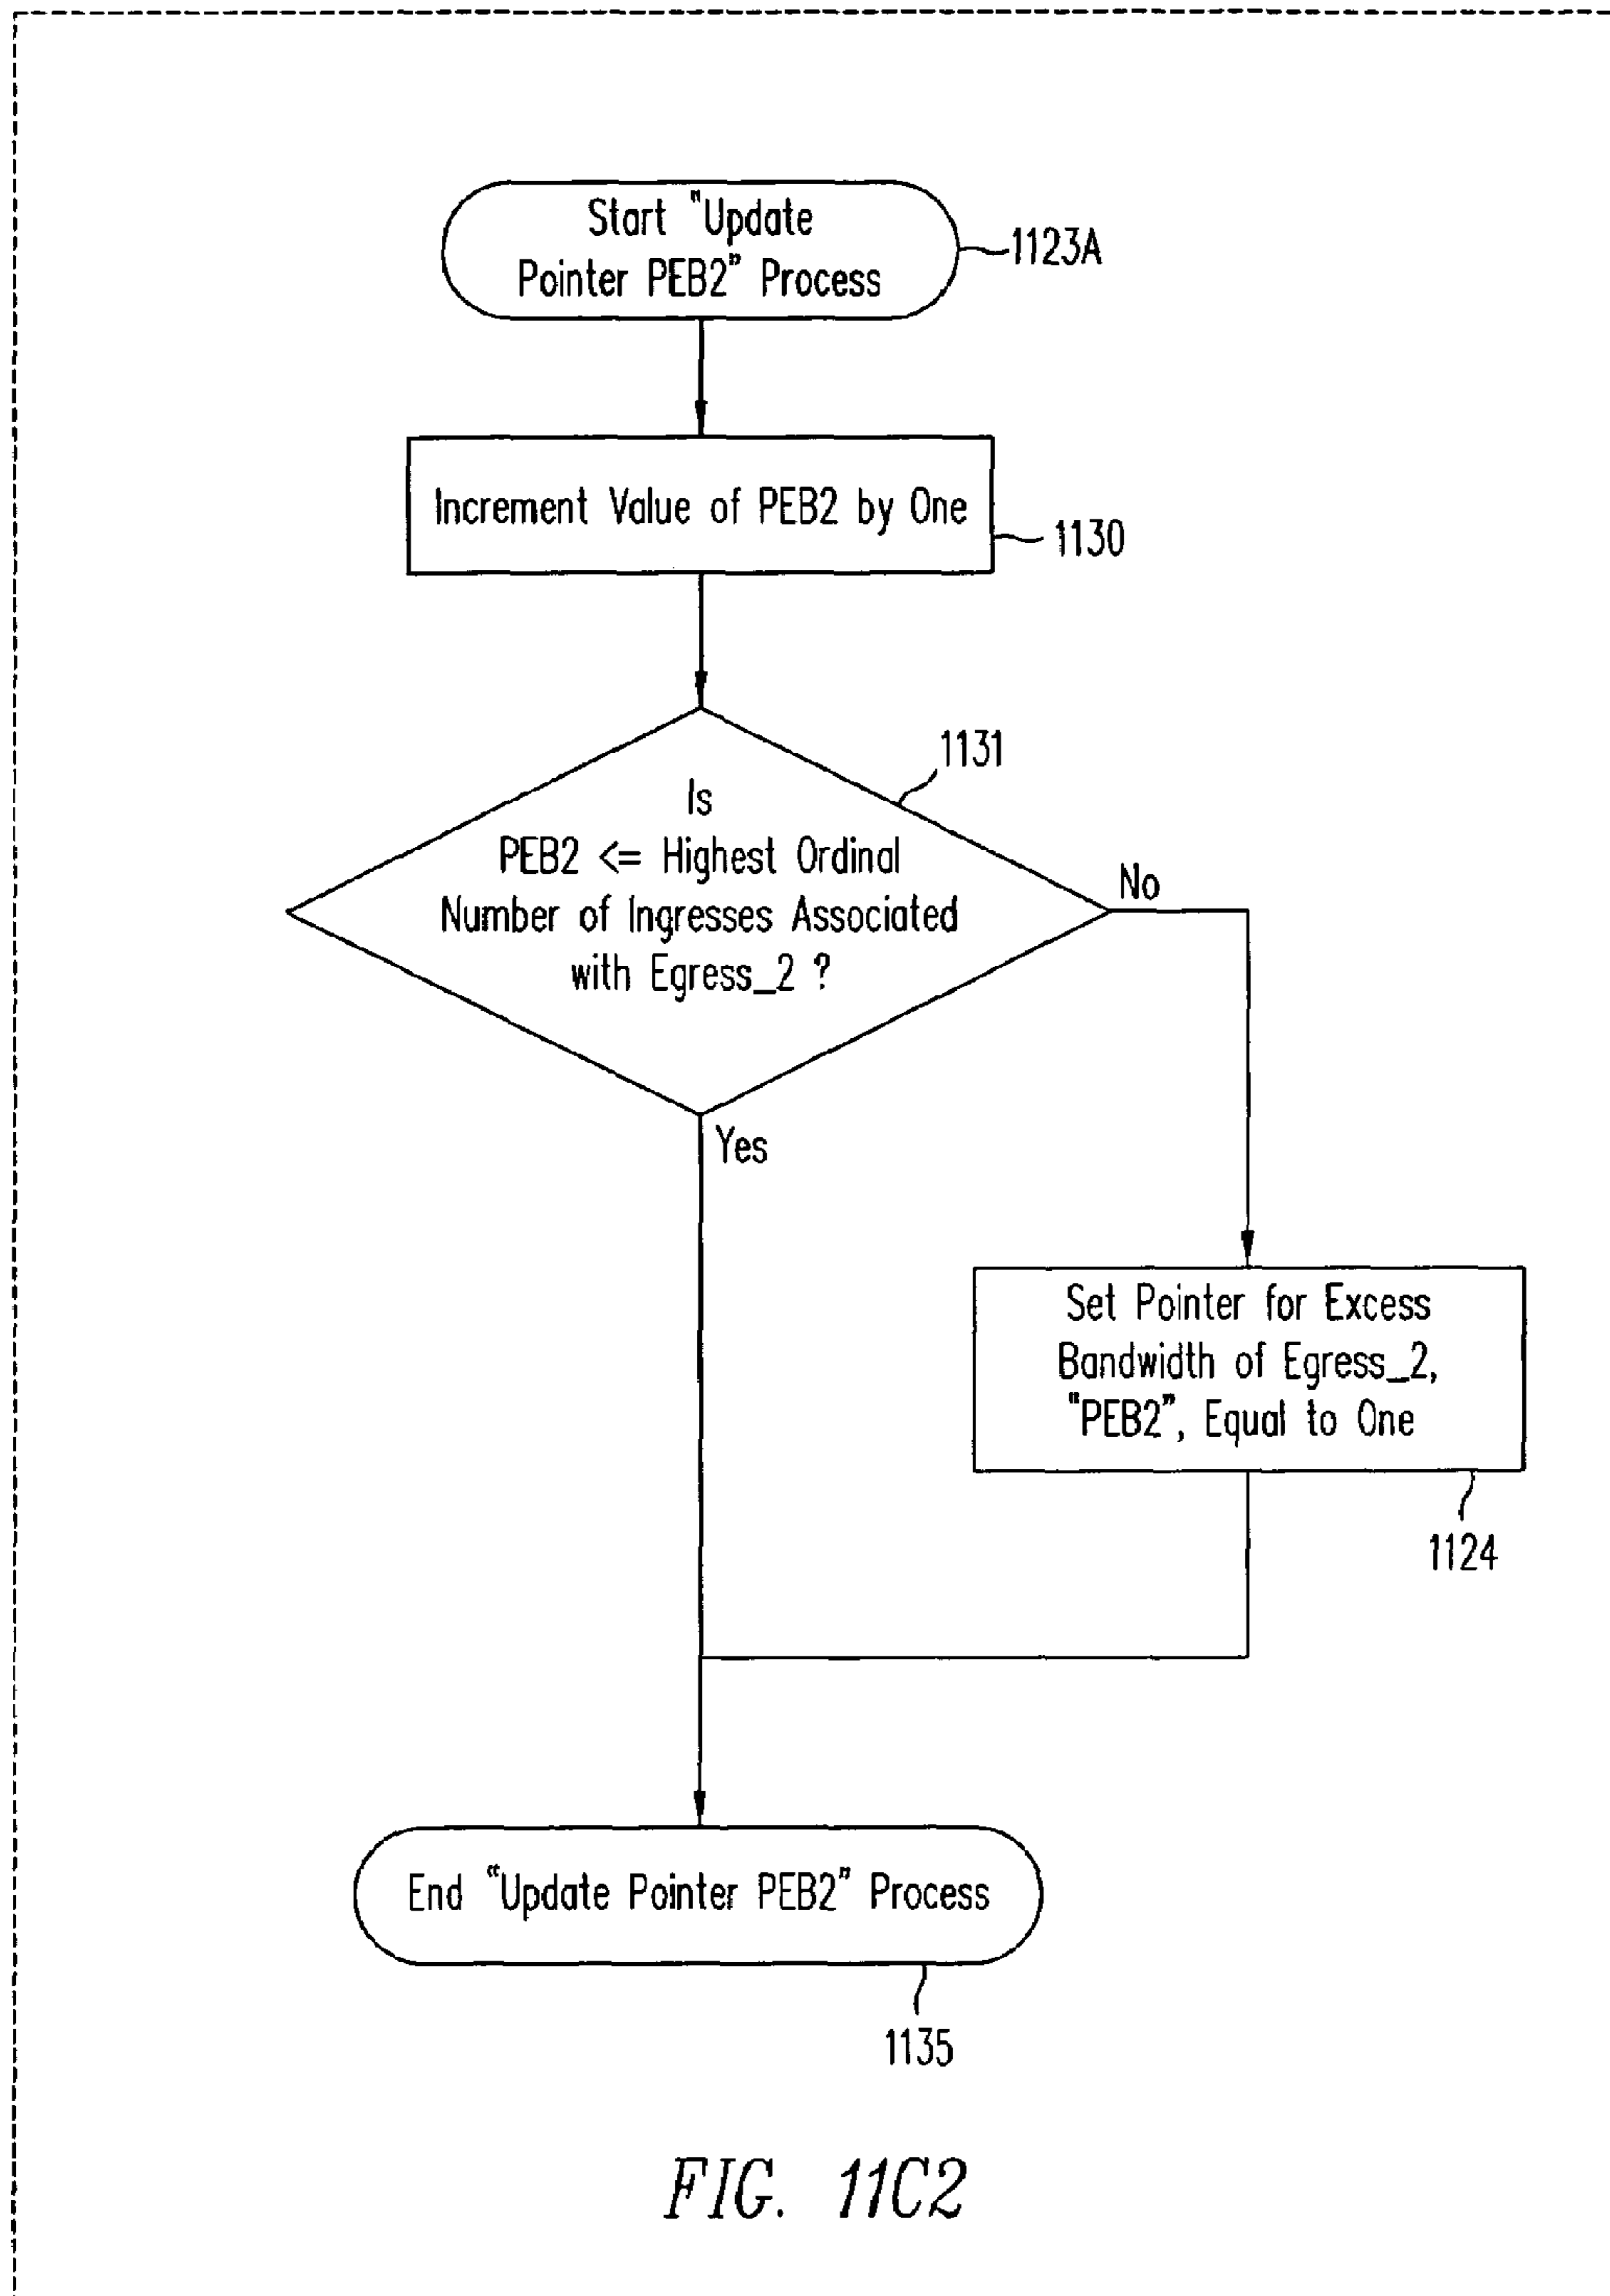 Start "Update
Pointer PEB2" Process
1123A
Increment Value of PEB2 by One
1130
1131
Is
PEB2 <= Highest Ordinal
Number of Ingresses Associated
with Egress_2 ?
No
Yes
Set Pointer for Excess
Bandwidth of Egress_2,
"PEB2", Equal to One
1124
End "Update Pointer PEB2" Process
1135
FIG. 11C2